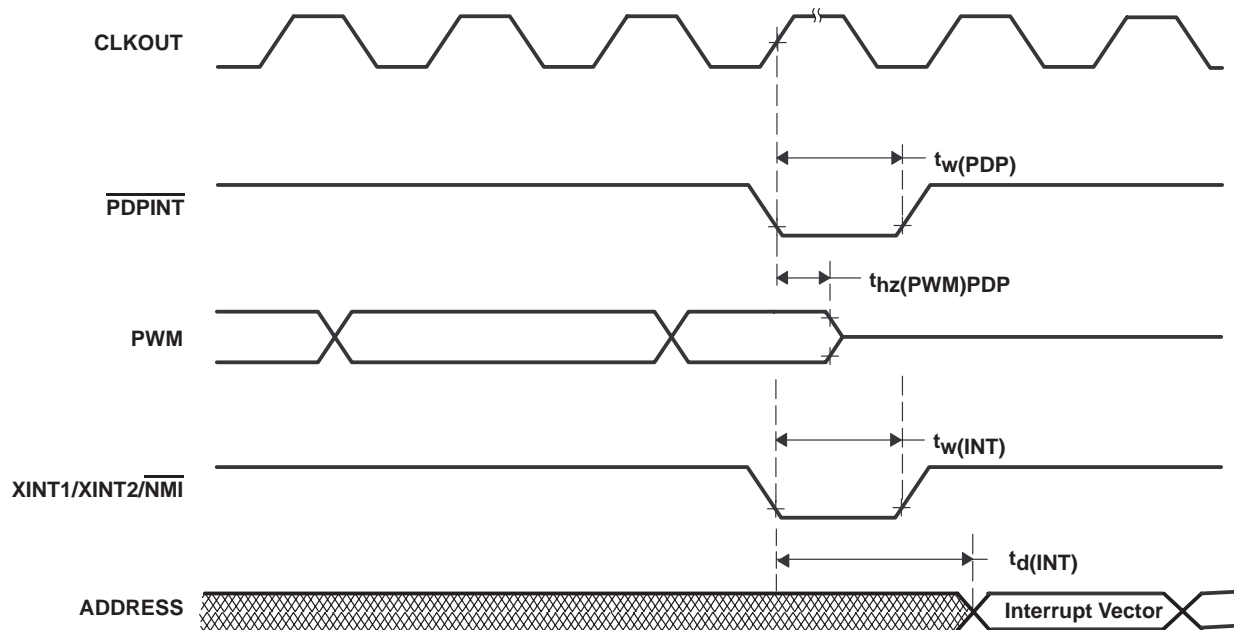 CLKOUT
tw(PDP)
PDPINT
thz(PWM)PDP
PWM
tw(INT)
XINT1/XINT2/NMI
td(INT)
ADDRESS
Interrupt Vector